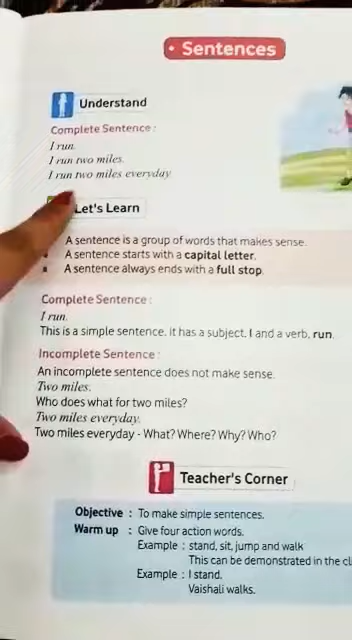 • Sentences
Understand
Complete Sentence :
I run.
I run two miles.
I run two miles everyday
Let's Learn
A sentence is a group of words that makes sense.
A sentence starts with a capital letter.
A sentence always ends with a full stop.
Complete Sentence :
I run.
This is a simple sentence. it has a subject, I and a verb, run.
Incomplete Sentence :
An incomplete sentence does not make sense.
Two miles.
Who does what for two miles?
Two miles everyday.
Two miles everyday - What? Where? Why? Who?
Teacher's Corner
Objective : To make simple sentences.
Warm up : Give four action words.
Example : stand, sit, jump and walk
This can be demonstrated in the
Example : I stand.
Vaishali walks.